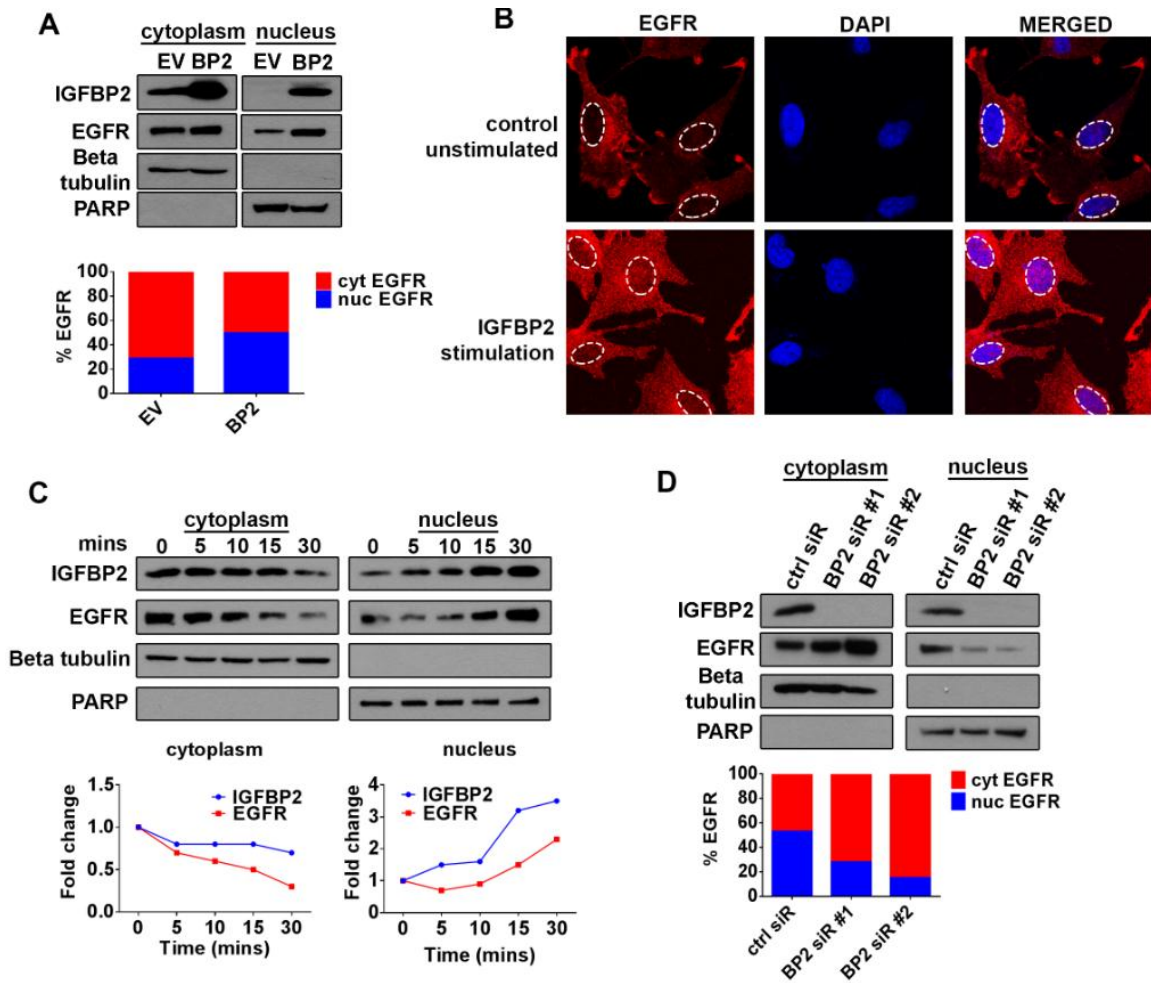 A
cytoplasm nucleus
EV BP2 EV BP2
IGFBP2
EGFR
Beta
tubulin
PARP
100
80
60
40
20
0
% EGFR
cyt EGFR
nuc EGFR
EV
BP2
B
EGFR DAPI MERGED
control
unstimulated
IGFBP2
stimulation
C
cytoplasm nucleus
mins 0 5 10 15 30 0 5 10 15 30
IGFBP2
EGFR
Beta tubulin
PARP
cytoplasm
1.5
1.0
0.5
0.0
Fold change
IGFBP2
EGFR
0 5 10 15 30
Time (mins)
nucleus
4
3
2
1
0
Fold change
IGFBP2
EGFR
0 5 10 15 30
Time (mins)
D
cytoplasm nucleus
ctrl siR BP2 siR #1 BP2 siR #2 ctrl siR BP2 siR #1 BP2 siR #2
IGFBP2
EGFR
Beta
tubulin
PARP
100
80
60
40
20
0
% EGFR
cyt EGFR
nuc EGFR
ctrl siR
BP2 siR #1
BP2 siR #2